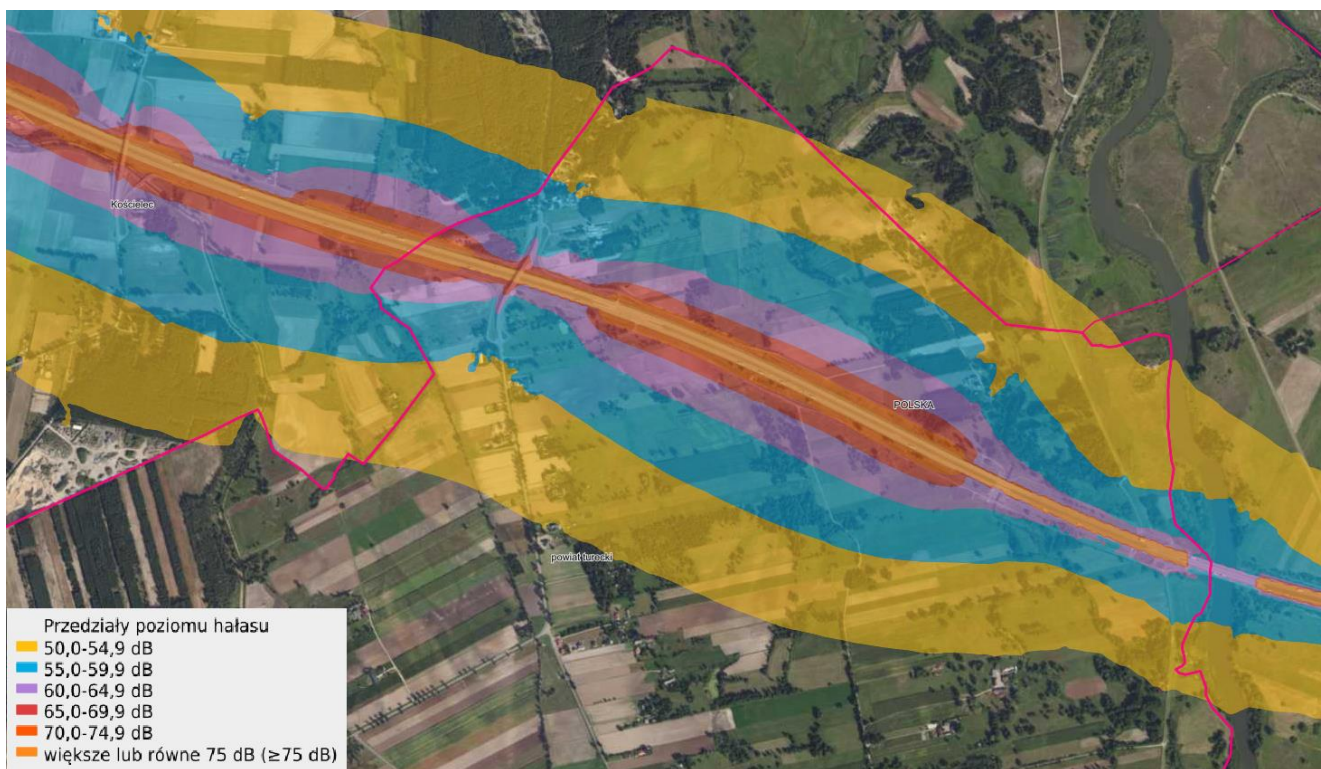 Kościelec
POLSKA
powiat turecki
Przedziały poziomu hałasu
50,0-54,9 dB
55,0-59,9 dB
60,0-64,9 dB
65,0-69,9 dB
70,0-74,9 dB
większe lub równe 75 dB (≥75 dB)